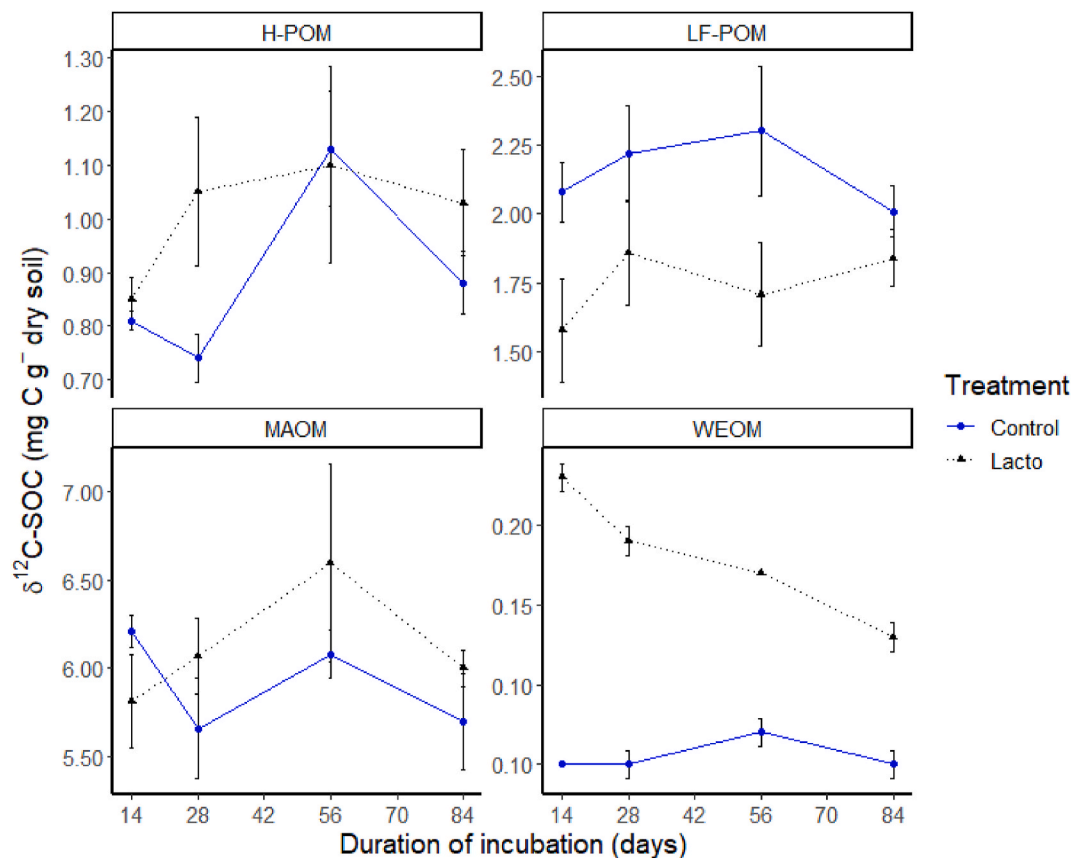 H-POM
LF-POM
1.30
1.20
1.10
1.00
0.90
0.80
0.70
2.50
2.25
2.00
1.75
1.50
δ¹²C-SOC (mg C g⁻ dry soil)
MAOM
WEOM
7.00
6.50
6.00
5.50
0.20
0.15
0.10
0.10
14 28 42 56 70 84
14 28 42 56 70 84
Duration of incubation (days)
Treatment
Control
Lacto